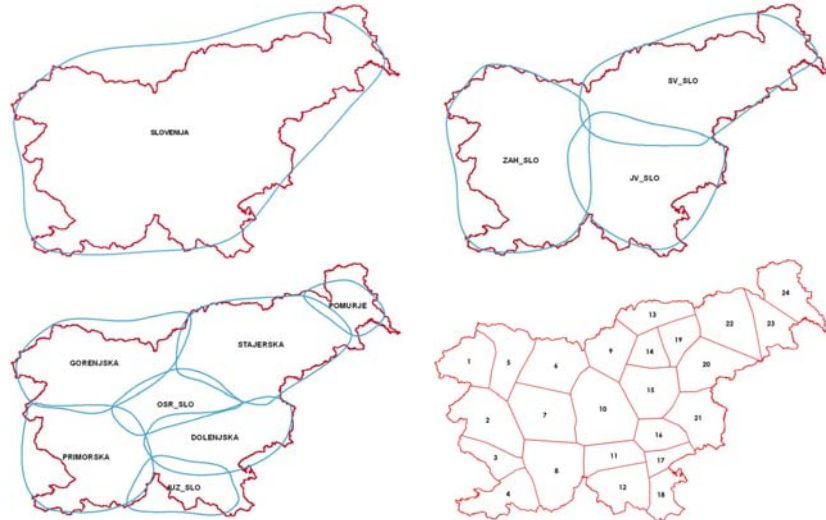 SLOVENIJA
SV_SLO
ZAH_SLO
JV_SLO
POMURJE
STAJERSKA
GORENJSKA
OSR_SLO
DOLENJSKA
PRIMORSKA
JUZ_SLO
24
13
22
23
19
14
9
1
5
6
20
15
10
7
2
21
16
11
17
3
8
12
4
18